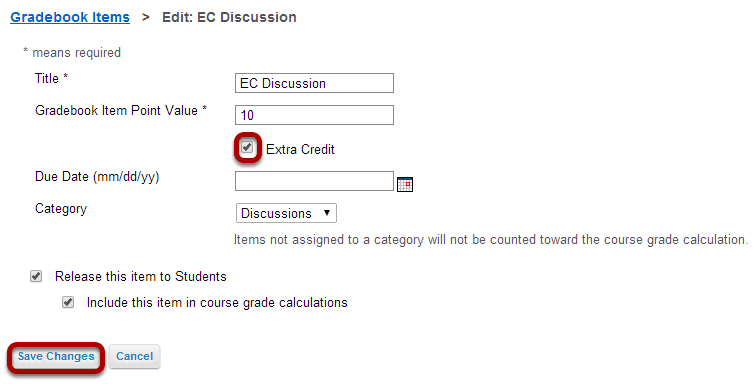 Gradebook Items > Edit: EC Discussion
* means required
Title * EC Discussion
Gradebook Item Point Value * 10
Extra Credit
Due Date (mm/dd/yy)
Category Discussions
Items not assigned to a category will not be counted toward the course grade calculation.
Release this item to Students
Include this item in course grade calculations
Save Changes Cancel